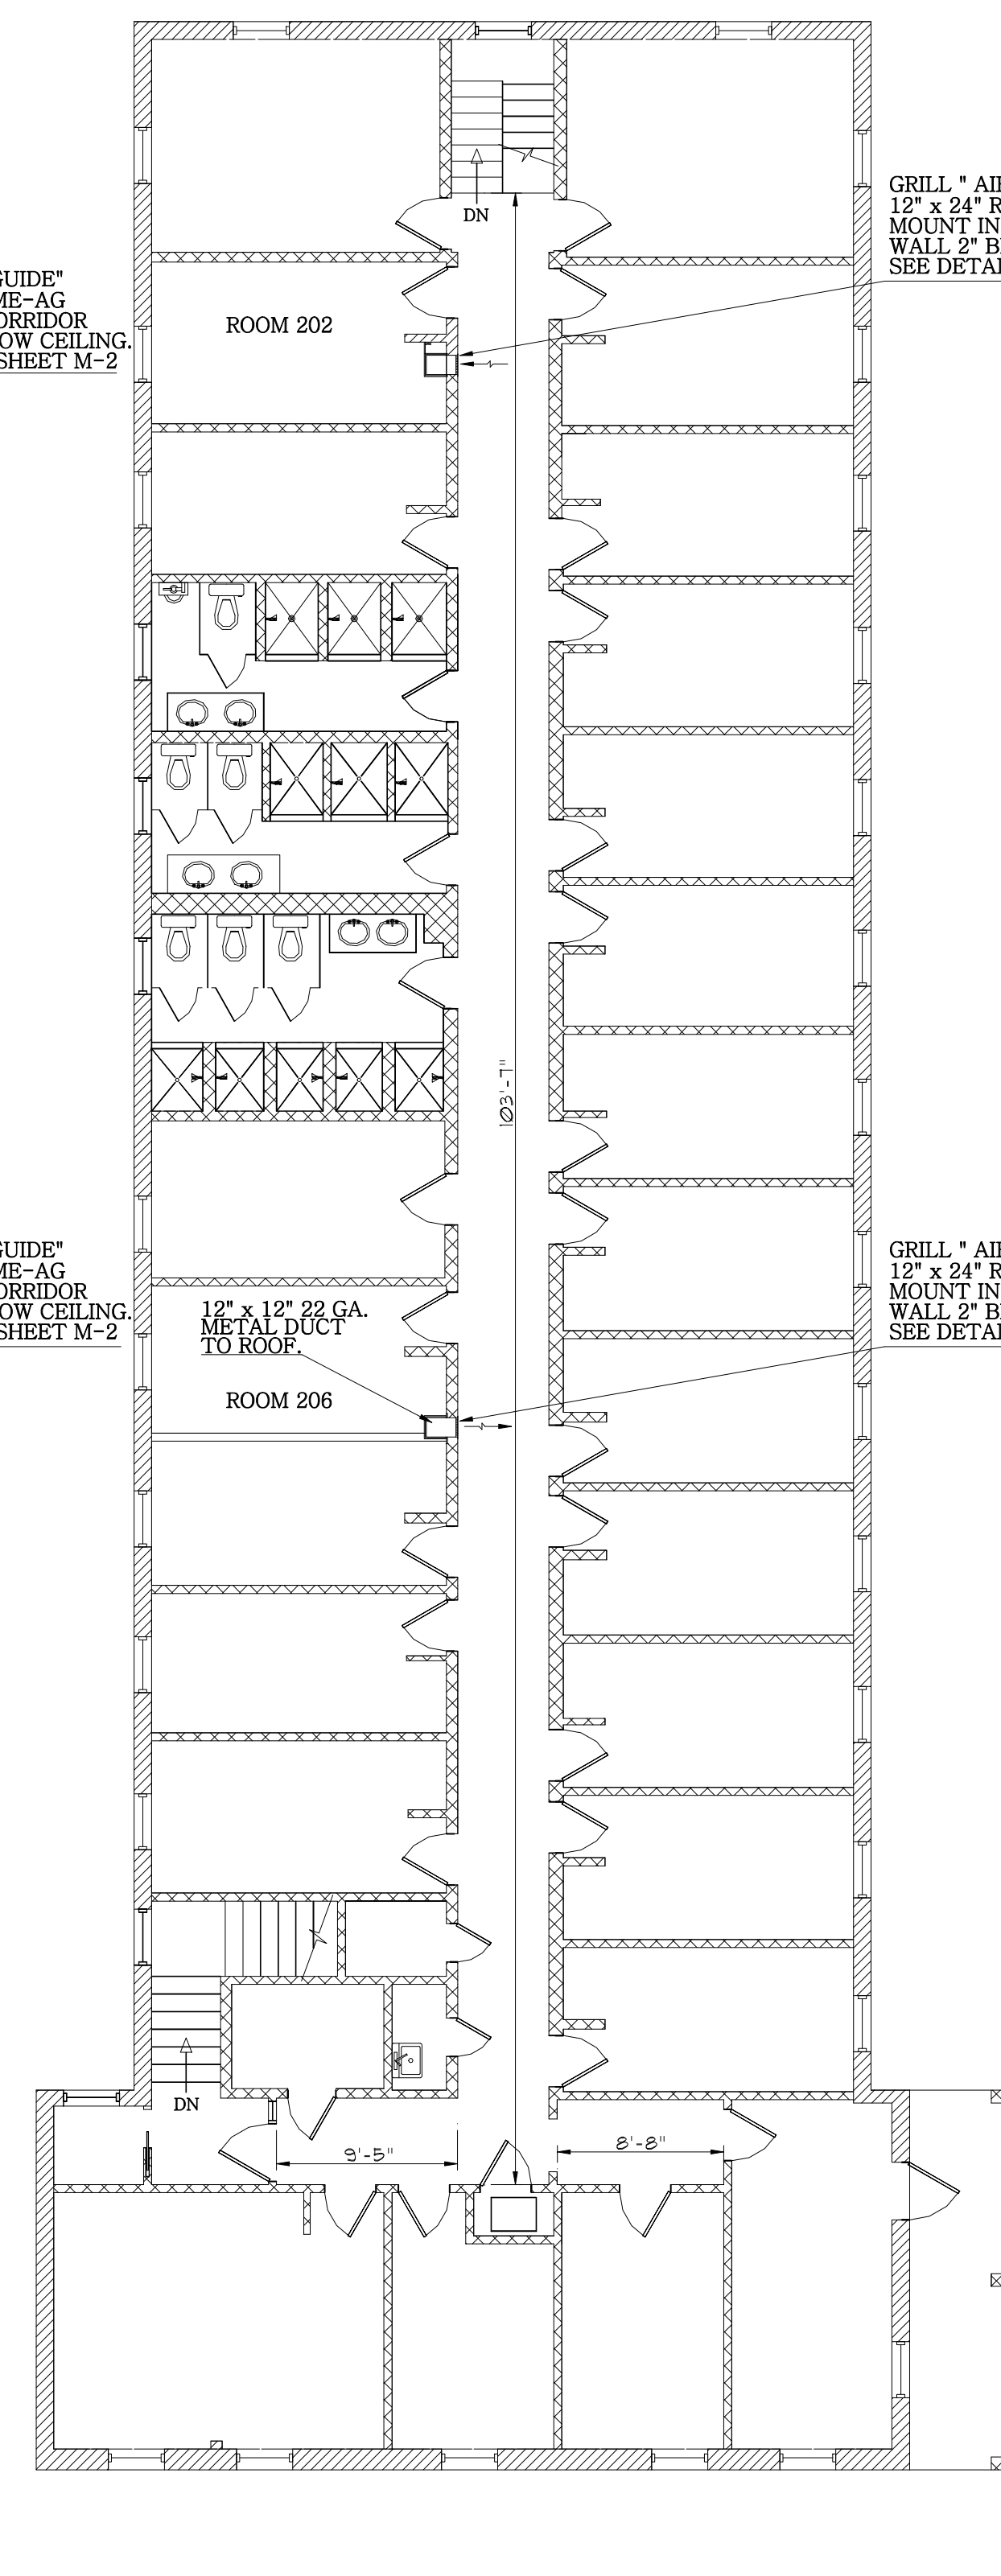 DN
GRILL " AI
12" x 24" R
MOUNT IN
WALL 2" B
SEE DETA
GUIDE"
ME-AG
ORRIDOR
OW CEILING.
SHEET M-2
ROOM 202
103'-7"
GUIDE"
ME-AG
ORRIDOR
OW CEILING.
SHEET M-2
12" x 12" 22 GA.
METAL DUCT
TO ROOF.
ROOM 206
GRILL " AI
12" x 24" R
MOUNT IN
WALL 2" B
SEE DETA
DN
9'-5"
8'-8"